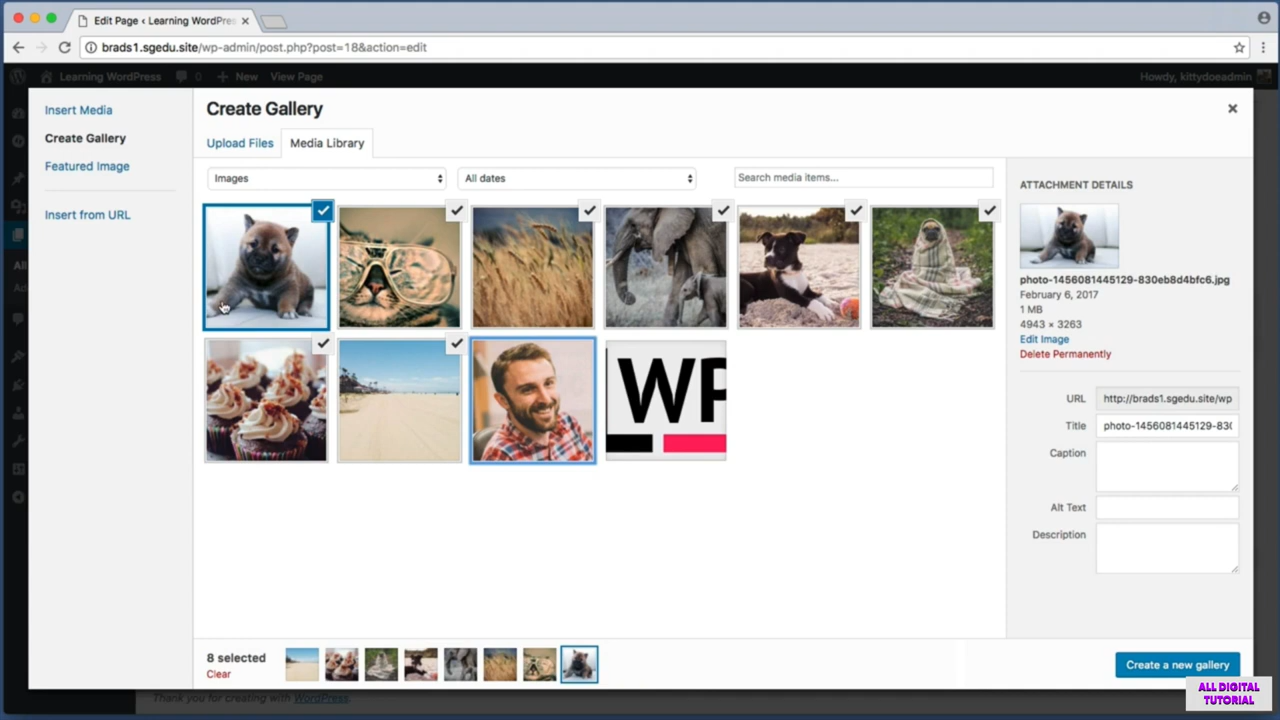 Edit Page ‹ Learning WordPres
brads1.sgedu.site/wp-admin/post.php?post=18&action=edit
Learning WordPress
0
New
View Page
Howdy, kittydoeadmin
Insert Media
Create Gallery
Featured Image
Insert from URL
Create Gallery
Upload Files
Media Library
Images
All dates
Search media items...
WP
ATTACHMENT DETAILS
photo-1456081445129-830eb8d4bfc6.jpg
February 6, 2017
1 MB
4943 × 3263
Edit Image
Delete Permanently
URL
http://brads1.sgedu.site/wp
Title
photo-1456081445129-830
Caption
Alt Text
Description
All
8 selected
Clear
Create a new gallery
Thank you for creating with WordPress.
ALL DIGITAL
TUTORIAL